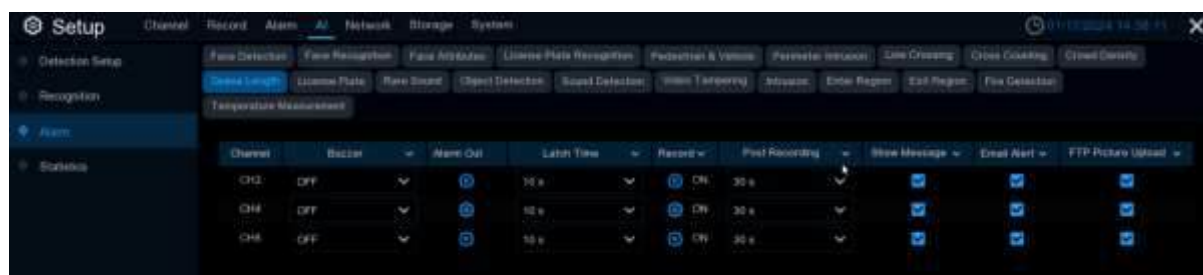 Setup Channel Record Alarm AI Network Storage System
Detection Setup
Recognition
Alarm
Statistics
Face Detection Face Recognition Face Attributes License Plate Recognition Pedestrian & Vehicle Perimeter Intrusion Line Crossing Cross Counting Crowd Density
Queue Length License Plate Rare Sound Object Detection Sound Detection Video Tampering Intrusion Enter Region Exit Region Fire Detection
Temperature Measurement
Channel Buzzer Alarm Out Latch Time Record Post Recording Show Message Email Alert FTP Picture Upload
CH2 OFF 10 s ON 30 s
CH4 OFF 10 s ON 30 s
OFF 10 s ON 30 s